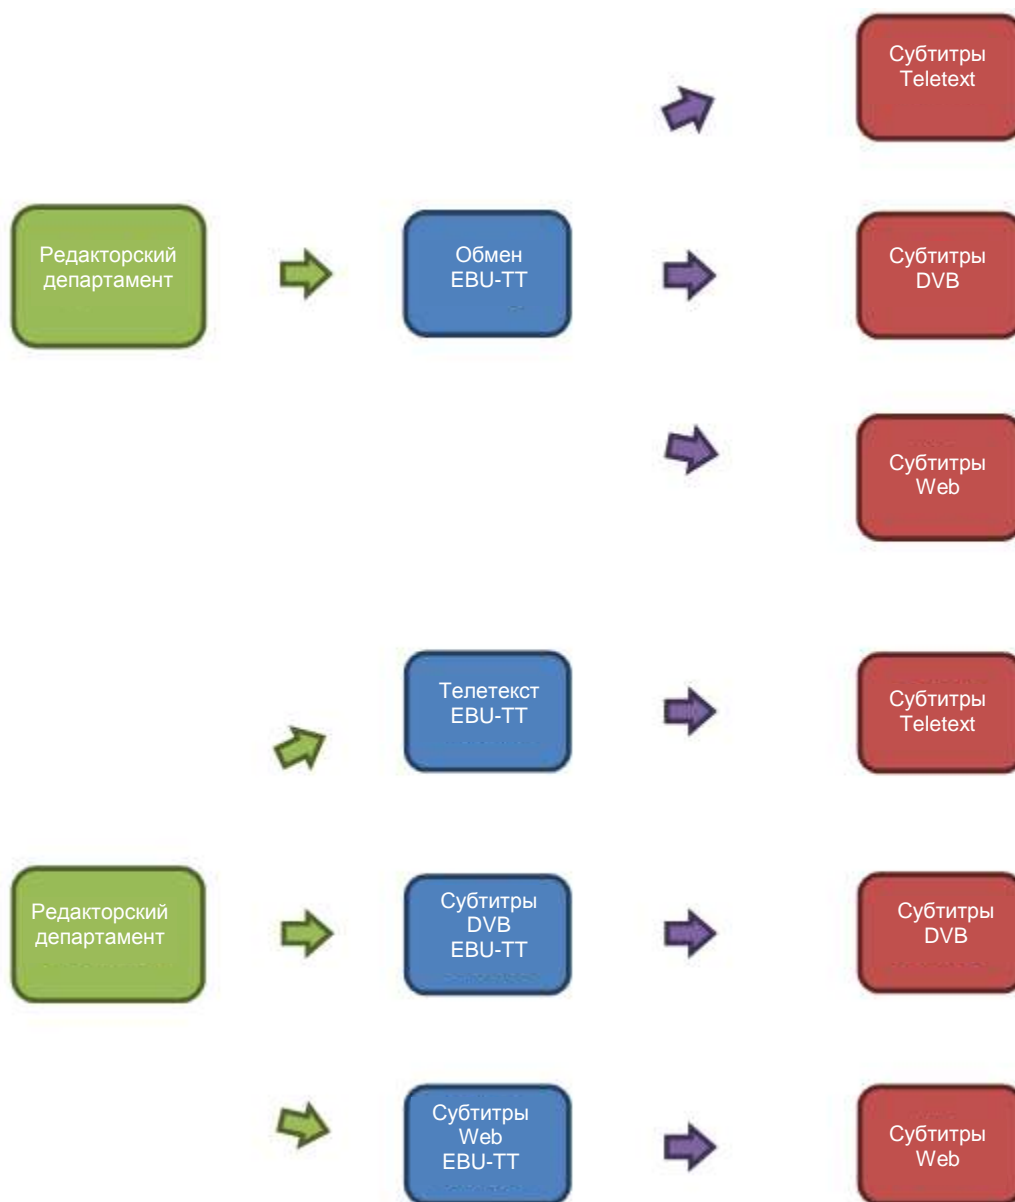 Субтитры
Teletext
Редакторский
департамент
Обмен
EBU-TT
Субтитры
DVB
Субтитры
Web
Телетекст
EBU-TT
Субтитры
Teletext
Редакторский
департамент
Субтитры
DVB
EBU-TT
Субтитры
DVB
Субтитры
Web
EBU-TT
Субтитры
Web